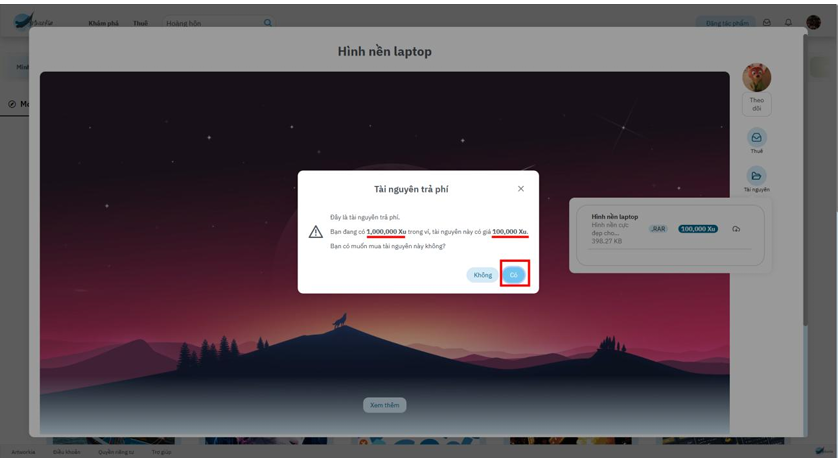 Khám phá
Thuê
Hoàng hôn
Đăng tác phẩm
Hình nền laptop
Theo
dõi
Thuê
Tài nguyên
Tài nguyên trả phí
Đây là tài nguyên trả phí.
Bạn đang có 1,000,000 Xu trong ví, tài nguyên này có giá 100,000 Xu.
Bạn có muốn mua tài nguyên này không?
Không
Có
Hình nền laptop
Hình nền cực
đẹp cho...
398.27 KB
.RAR
100,000 Xu
Xem thêm
Artworkia
Điều khoản
Quyền riêng tư
Trợ giúp